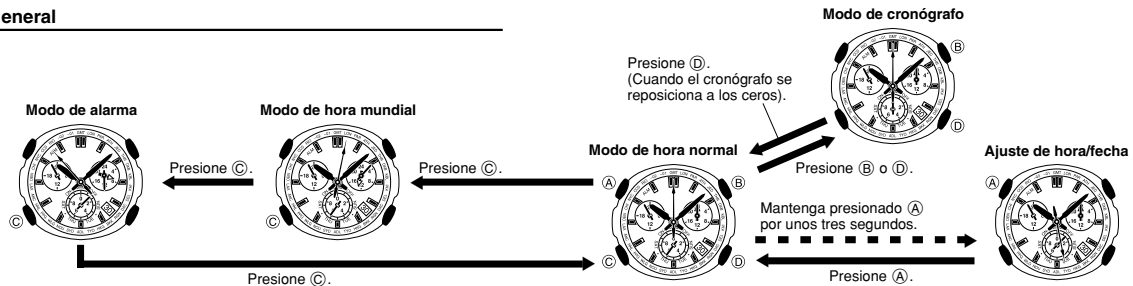 eneral
Modo de cronógrafo
Ⓑ
Presione Ⓓ.
(Cuando el cronógrafo se
reposiciona a los ceros).
Ⓓ
Modo de alarma
Modo de hora mundial
Modo de hora normal
Ajuste de hora/fecha
Presione Ⓒ.
Presione Ⓒ.
Presione Ⓑ o Ⓓ.
Ⓐ
Ⓑ
Ⓐ
Mantenga presionado Ⓐ
por unos tres segundos.
Ⓒ
Ⓒ
Ⓒ
Ⓓ
Presione Ⓒ.
Presione Ⓐ.